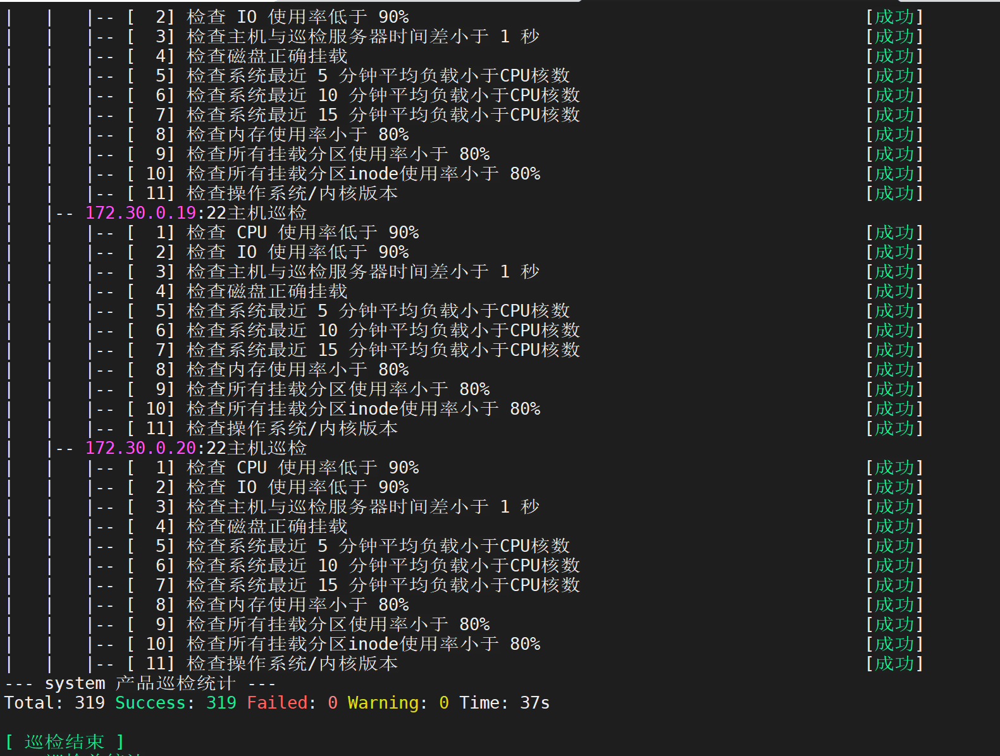 |   |   |-- [  2] 检查 IO 使用率低于 90% [成功]
|   |   |-- [  3] 检查主机与巡检服务器时间差小于 1 秒 [成功]
|   |   |-- [  4] 检查磁盘正确挂载 [成功]
|   |   |-- [  5] 检查系统最近 5 分钟平均负载小于CPU核数 [成功]
|   |   |-- [  6] 检查系统最近 10 分钟平均负载小于CPU核数 [成功]
|   |   |-- [  7] 检查系统最近 15 分钟平均负载小于CPU核数 [成功]
|   |   |-- [  8] 检查内存使用率小于 80% [成功]
|   |   |-- [  9] 检查所有挂载分区使用率小于 80% [成功]
|   |   |-- [ 10] 检查所有挂载分区inode使用率小于 80% [成功]
|   |   |-- [ 11] 检查操作系统/内核版本 [成功]
|   |-- 172.30.0.19:22主机巡检
|   |   |-- [  1] 检查 CPU 使用率低于 90% [成功]
|   |   |-- [  2] 检查 IO 使用率低于 90% [成功]
|   |   |-- [  3] 检查主机与巡检服务器时间差小于 1 秒 [成功]
|   |   |-- [  4] 检查磁盘正确挂载 [成功]
|   |   |-- [  5] 检查系统最近 5 分钟平均负载小于CPU核数 [成功]
|   |   |-- [  6] 检查系统最近 10 分钟平均负载小于CPU核数 [成功]
|   |   |-- [  7] 检查系统最近 15 分钟平均负载小于CPU核数 [成功]
|   |   |-- [  8] 检查内存使用率小于 80% [成功]
|   |   |-- [  9] 检查所有挂载分区使用率小于 80% [成功]
|   |   |-- [ 10] 检查所有挂载分区inode使用率小于 80% [成功]
|   |   |-- [ 11] 检查操作系统/内核版本 [成功]
|   |-- 172.30.0.20:22主机巡检
|   |   |-- [  1] 检查 CPU 使用率低于 90% [成功]
|   |   |-- [  2] 检查 IO 使用率低于 90% [成功]
|   |   |-- [  3] 检查主机与巡检服务器时间差小于 1 秒 [成功]
|   |   |-- [  4] 检查磁盘正确挂载 [成功]
|   |   |-- [  5] 检查系统最近 5 分钟平均负载小于CPU核数 [成功]
|   |   |-- [  6] 检查系统最近 10 分钟平均负载小于CPU核数 [成功]
|   |   |-- [  7] 检查系统最近 15 分钟平均负载小于CPU核数 [成功]
|   |   |-- [  8] 检查内存使用率小于 80% [成功]
|   |   |-- [  9] 检查所有挂载分区使用率小于 80% [成功]
|   |   |-- [ 10] 检查所有挂载分区inode使用率小于 80% [成功]
|   |   |-- [ 11] 检查操作系统/内核版本 [成功]
--- system 产品巡检统计 ---
Total: 319 Success: 319 Failed: 0 Warning: 0 Time: 37s
[ 巡检结束 ]